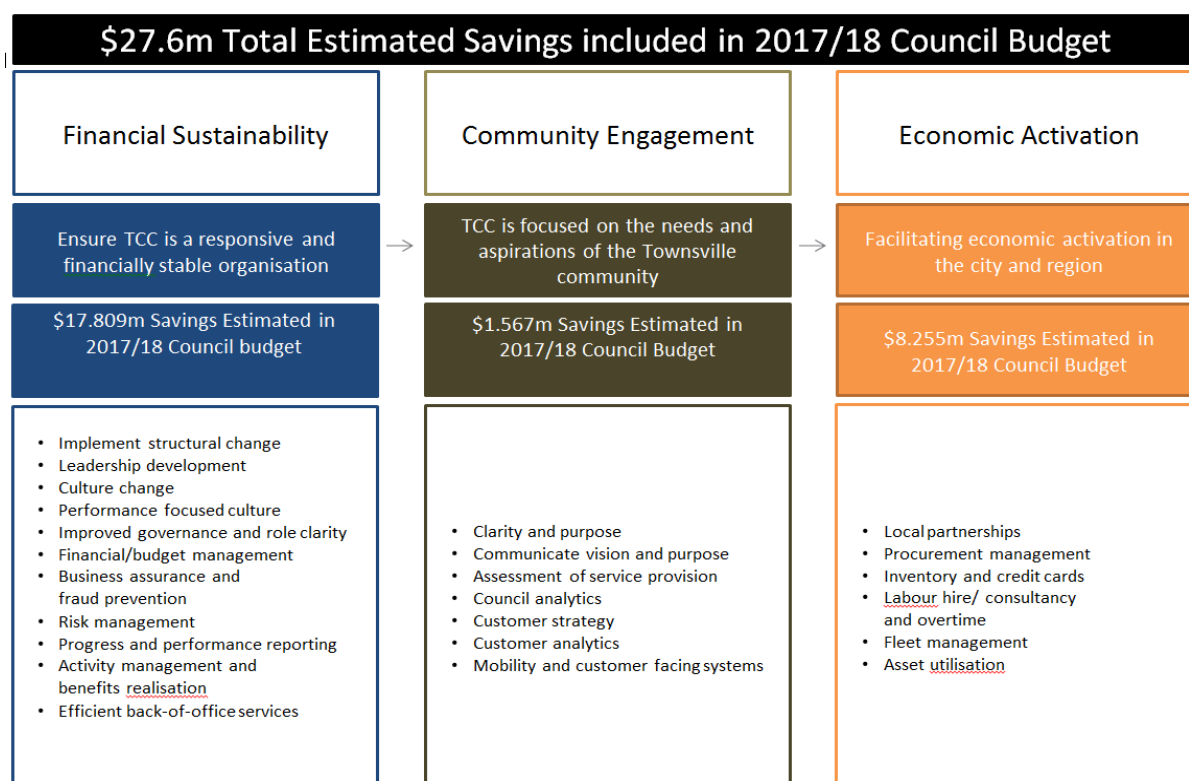 $27.6m Total Estimated Savings included in 2017/18 Council Budget
Financial Sustainability
Ensure TCC is a responsive and
financially stable organisation
$17.809m Savings Estimated in
2017/18 Council budget
• Implement structural change
• Leadership development
• Culture change
• Performance focused culture
• Improved governance and role clarity
• Financial/budget management
• Business assurance and
fraud prevention
• Risk management
• Progress and performance reporting
• Activity management and
benefits realisation
• Efficient back-of-office services
Community Engagement
TCC is focused on the needs and
aspirations of the Townsville
community
$1.567m Savings Estimated in
2017/18 Council Budget
• Clarity and purpose
• Communicate vision and purpose
• Assessment of service provision
• Council analytics
• Customer strategy
• Customer analytics
• Mobility and customer facing systems
Economic Activation
Facilitating economic activation in
the city and region
$8.255m Savings Estimated in
2017/18 Council Budget
• Local partnerships
• Procurement management
• Inventory and credit cards
• Labour hire/ consultancy
and overtime
• Fleet management
• Asset utilisation